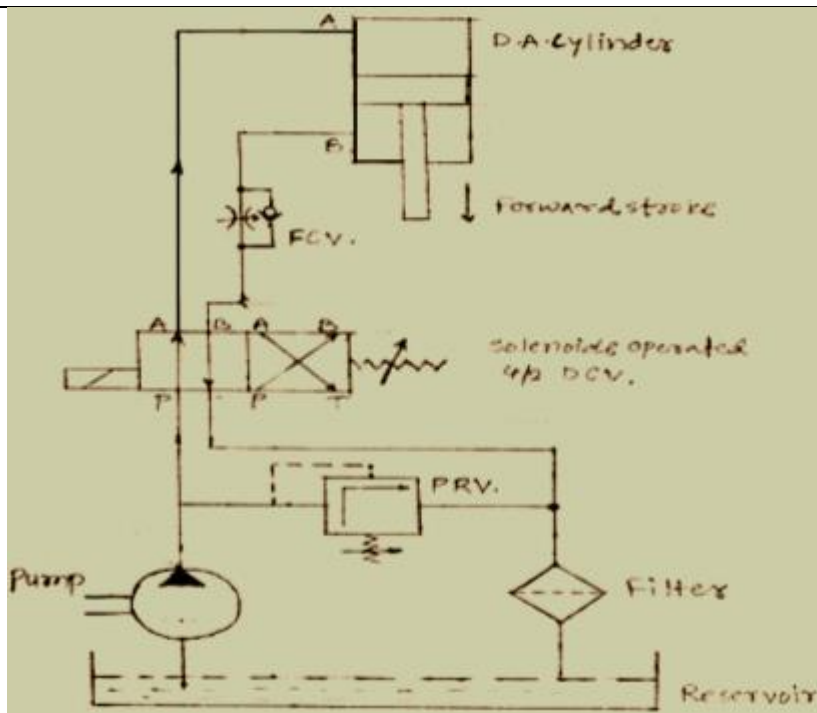 A
D.A.Cylinder
B
Forward stroke
FCV.
A B A B
Solenoide operated
4/2 DCV.
P T P T
PRV.
Pump
Filter
Reservoir